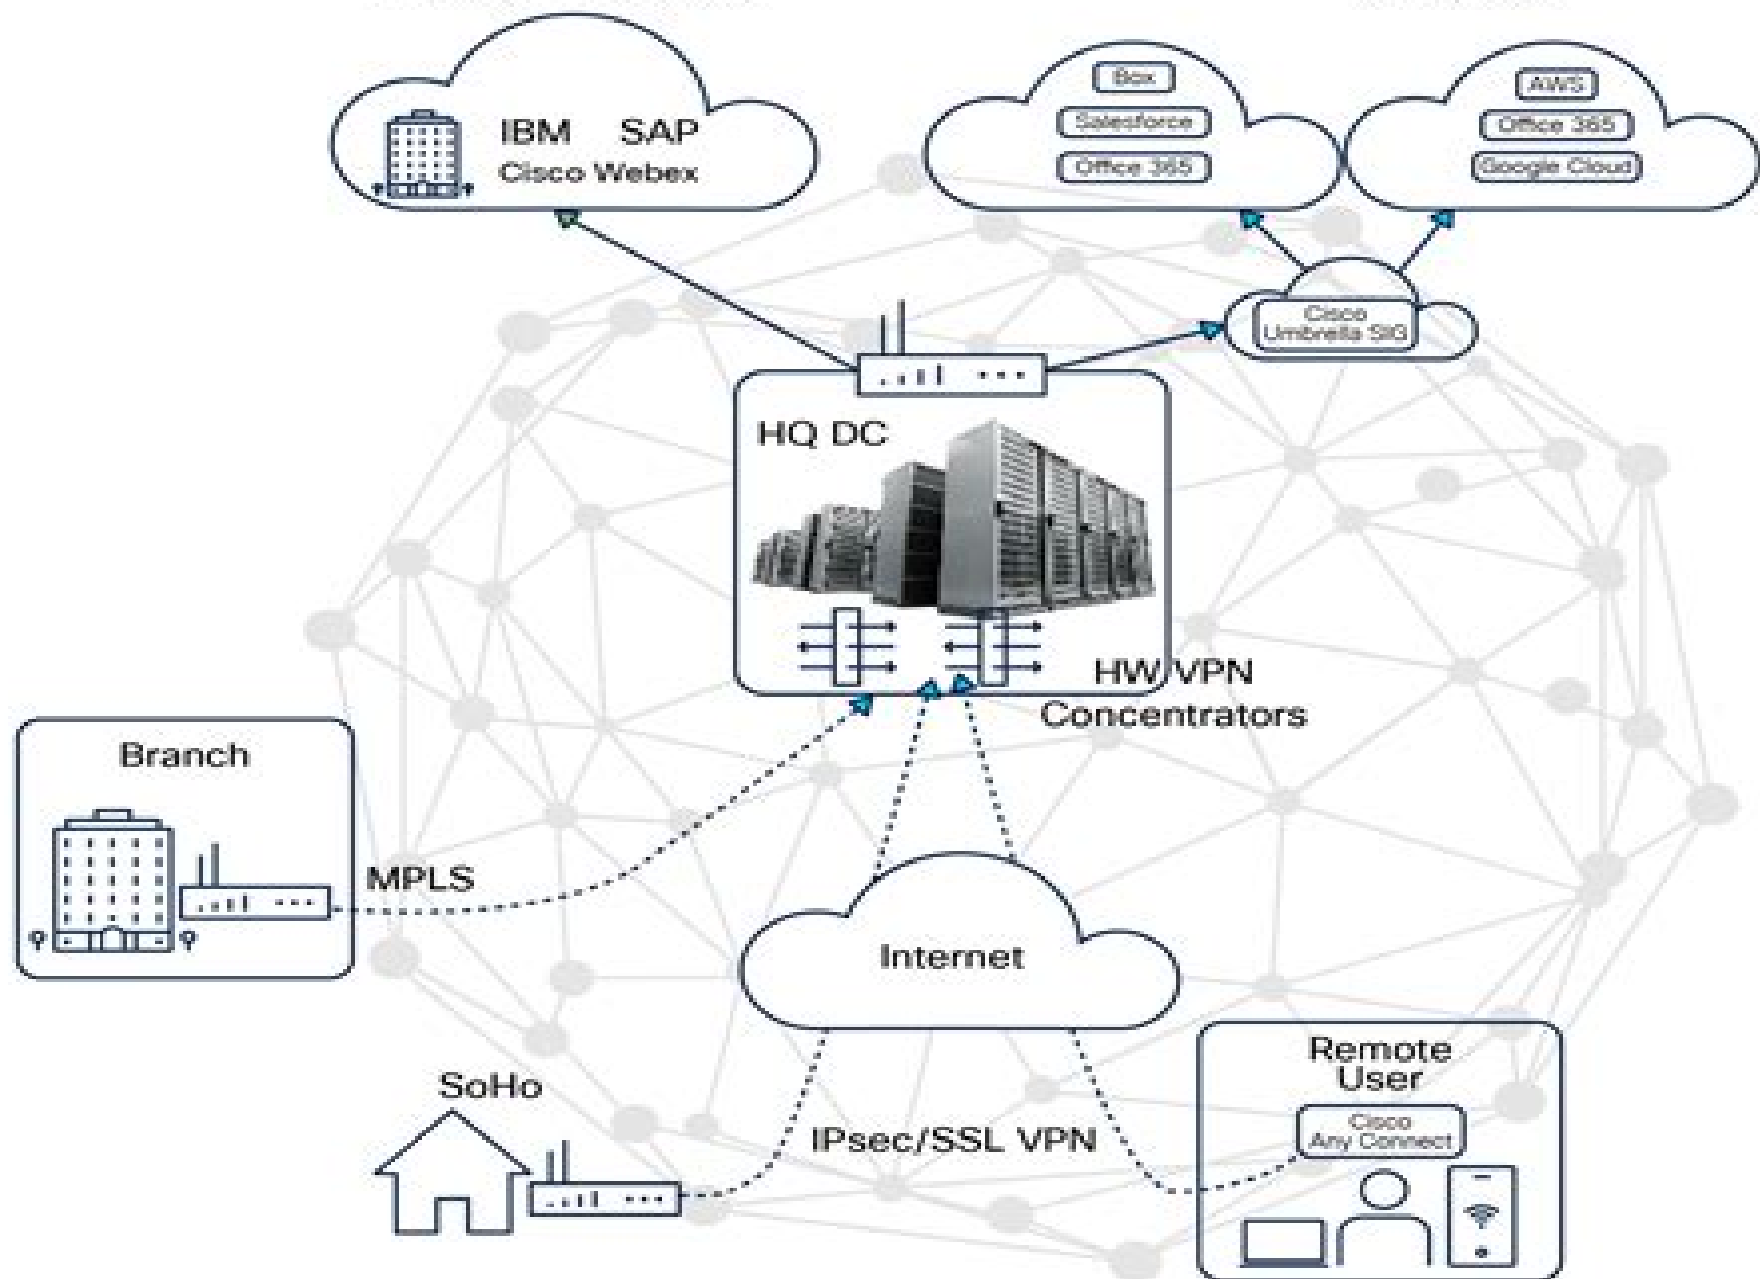 IBM SAP
Cisco Webex
Box
Salesforce
Office 365
AWS
Office 365
Google Cloud
Cisco
Umbrella SIG
HQ DC
HW VPN
Concentrators
Branch
MPLS
Internet
SoHo
IPsec/SSL VPN
Remote
User
Cisco
Any Connect